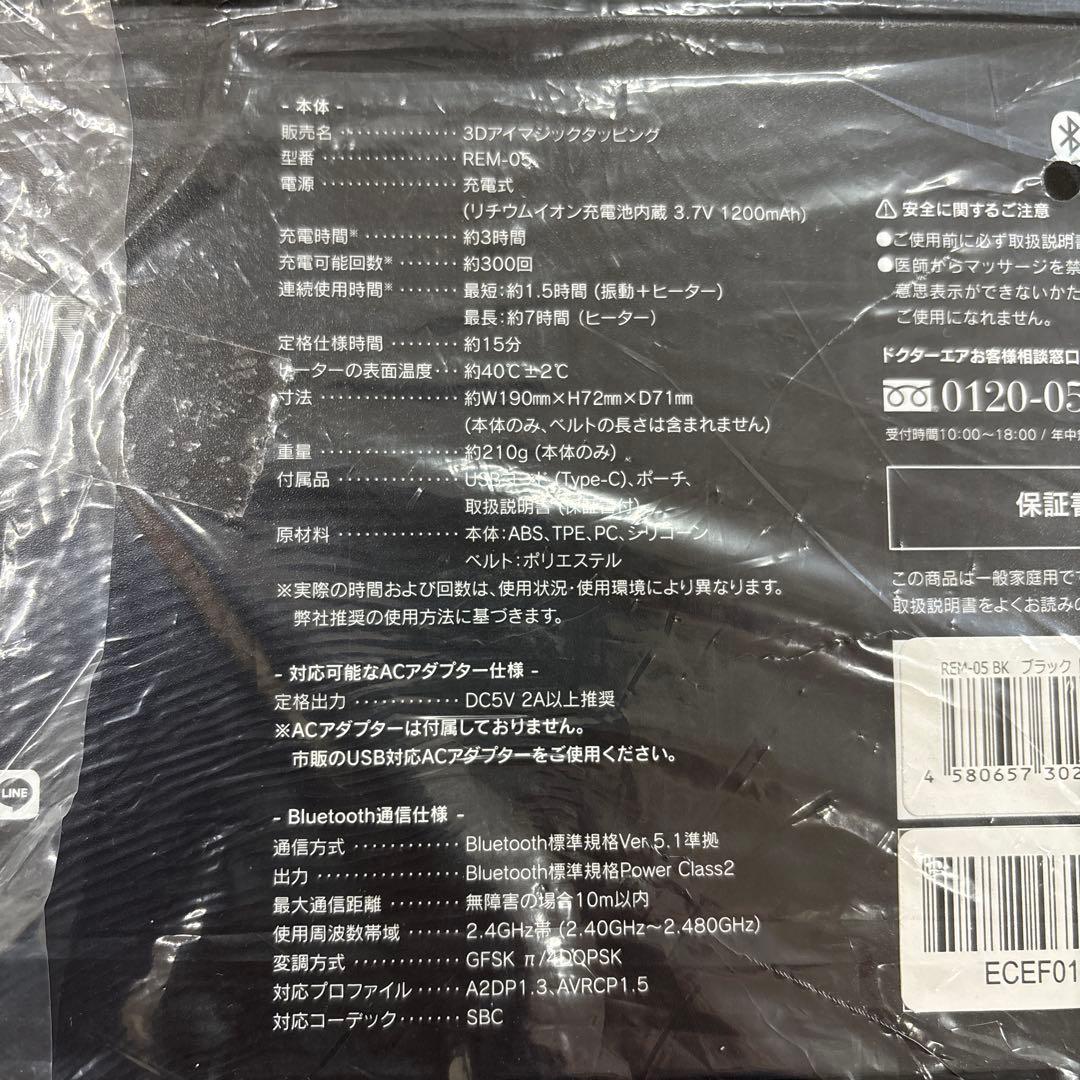 - 本体 -
販売名 ・・・・・・・・・・・・・・ 3Dアイマジックタッピング
型番 ・・・・・・・・・・・・・・・・ REM-05
電源 ・・・・・・・・・・・・・・・・ 充電式
(リチウムイオン充電池内蔵 3.7V 1200mAh)
充電時間※ ・・・・・・・・・・・ 約3時間
充電可能回数※ ・・・・・・・ 約300回
連続使用時間※ ・・・・・・・ 最短：約1.5時間 (振動＋ヒーター)
最長：約7時間 (ヒーター)
定格仕様時間 ・・・・・・・・ 約15分
ヒーターの表面温度・・・ 約40℃±2℃
寸法 ・・・・・・・・・・・・・・・・ 約W190㎜×H72㎜×D71㎜
(本体のみ、ベルトの長さは含まれません)
重量 ・・・・・・・・・・・・・・・・ 約210g (本体のみ)
付属品 ・・・・・・・・・・・・・・ USBコード (Type-C)、ポーチ、
取扱説明書 (保証書付)
原材料 ・・・・・・・・・・・・・・ 本体：ABS、TPE、PC、シリコーン
ベルト：ポリエステル
※実際の時間および回数は、使用状況・使用環境により異なります。
弊社推奨の使用方法に基づきます。
- 対応可能なACアダプター仕様 -
定格出力 ・・・・・・・・・・・・ DC5V 2A以上推奨
※ACアダプターは付属しておりません。
市販のUSB対応ACアダプターをご使用ください。
- Bluetooth通信仕様 -
通信方式 ・・・・・・・・・・・・ Bluetooth標準規格Ver.5.1準拠
出力 ・・・・・・・・・・・・・・・・ Bluetooth標準規格Power Class2
最大通信距離 ・・・・・・・・ 無障害の場合10m以内
使用周波数帯域 ・・・・・・ 2.4GHz帯 (2.40GHz～2.480GHz)
変調方式 ・・・・・・・・・・・・ GFSK π/4DQPSK
対応プロファイル ・・・・・ A2DP1.3、AVRCP1.5
対応コーデック・・・・・・・ SBC
LINE
⚠ 安全に関するご注意
●ご使用前に必ず取扱説明書
●医師からマッサージを禁
意思表示ができないかた
ご使用になれません。
ドクターエアお客様相談窓口
0120-05
受付時間10:00～18:00 / 年中
保証書
この商品は一般家庭用で
取扱説明書をよくお読みの
REM-05 BK ブラック
4 580657 302
ECEF01